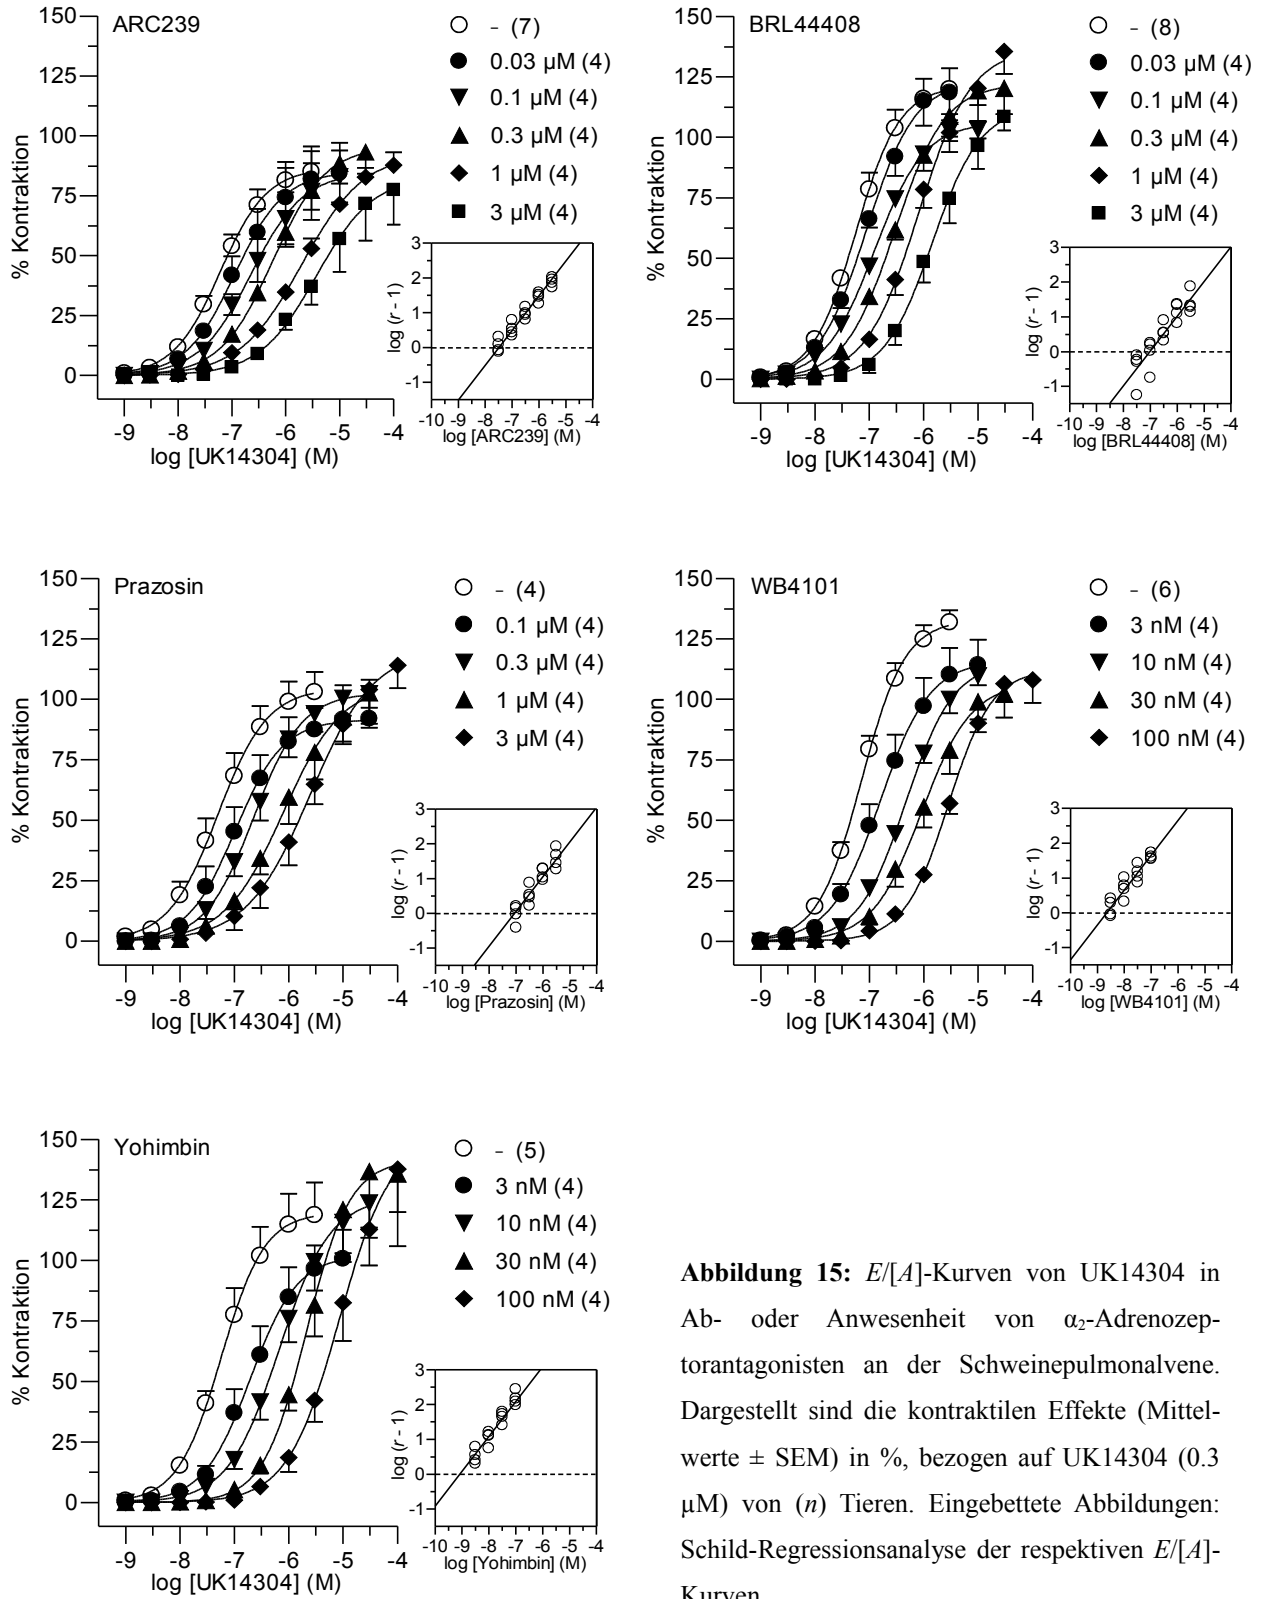 ARC239
- (7)
0.03 µM (4)
0.1 µM (4)
0.3 µM (4)
1 µM (4)
3 µM (4)
% Kontraktion
150
125
100
75
50
25
0
-9 -8 -7 -6 -5 -4
log [UK14304] (M)
log (r - 1)
3
2
1
0
-1
-10 -9 -8 -7 -6 -5 -4
log [ARC239] (M)
BRL44408
- (8)
0.03 µM (4)
0.1 µM (4)
0.3 µM (4)
1 µM (4)
3 µM (4)
% Kontraktion
150
125
100
75
50
25
0
-9 -8 -7 -6 -5 -4
log [UK14304] (M)
log (r - 1)
3
2
1
0
-1
-10 -9 -8 -7 -6 -5 -4
log [BRL44408] (M)
Prazosin
- (4)
0.1 µM (4)
0.3 µM (4)
1 µM (4)
3 µM (4)
% Kontraktion
150
125
100
75
50
25
0
-9 -8 -7 -6 -5 -4
log [UK14304] (M)
log (r - 1)
3
2
1
0
-1
-10 -9 -8 -7 -6 -5 -4
log [Prazosin] (M)
WB4101
- (6)
3 nM (4)
10 nM (4)
30 nM (4)
100 nM (4)
% Kontraktion
150
125
100
75
50
25
0
-9 -8 -7 -6 -5 -4
log [UK14304] (M)
log (r - 1)
3
2
1
0
-1
-10 -9 -8 -7 -6 -5 -4
log [WB4101] (M)
Yohimbin
- (5)
3 nM (4)
10 nM (4)
30 nM (4)
100 nM (4)
% Kontraktion
150
125
100
75
50
25
0
-9 -8 -7 -6 -5 -4
log [UK14304] (M)
log (r - 1)
3
2
1
0
-1
-10 -9 -8 -7 -6 -5 -4
log [Yohimbin] (M)
Abbildung 15: E/[A]-Kurven von UK14304 in
Ab- oder Anwesenheit von α₂-Adrenozep-
torantagonisten an der Schweinepulmonalvene.
Dargestellt sind die kontraktilen Effekte (Mittel-
werte ± SEM) in %, bezogen auf UK14304 (0.3
µM) von (n) Tieren. Eingebettete Abbildungen:
Schild-Regressionsanalyse der respektiven E/[A]-
Kurven